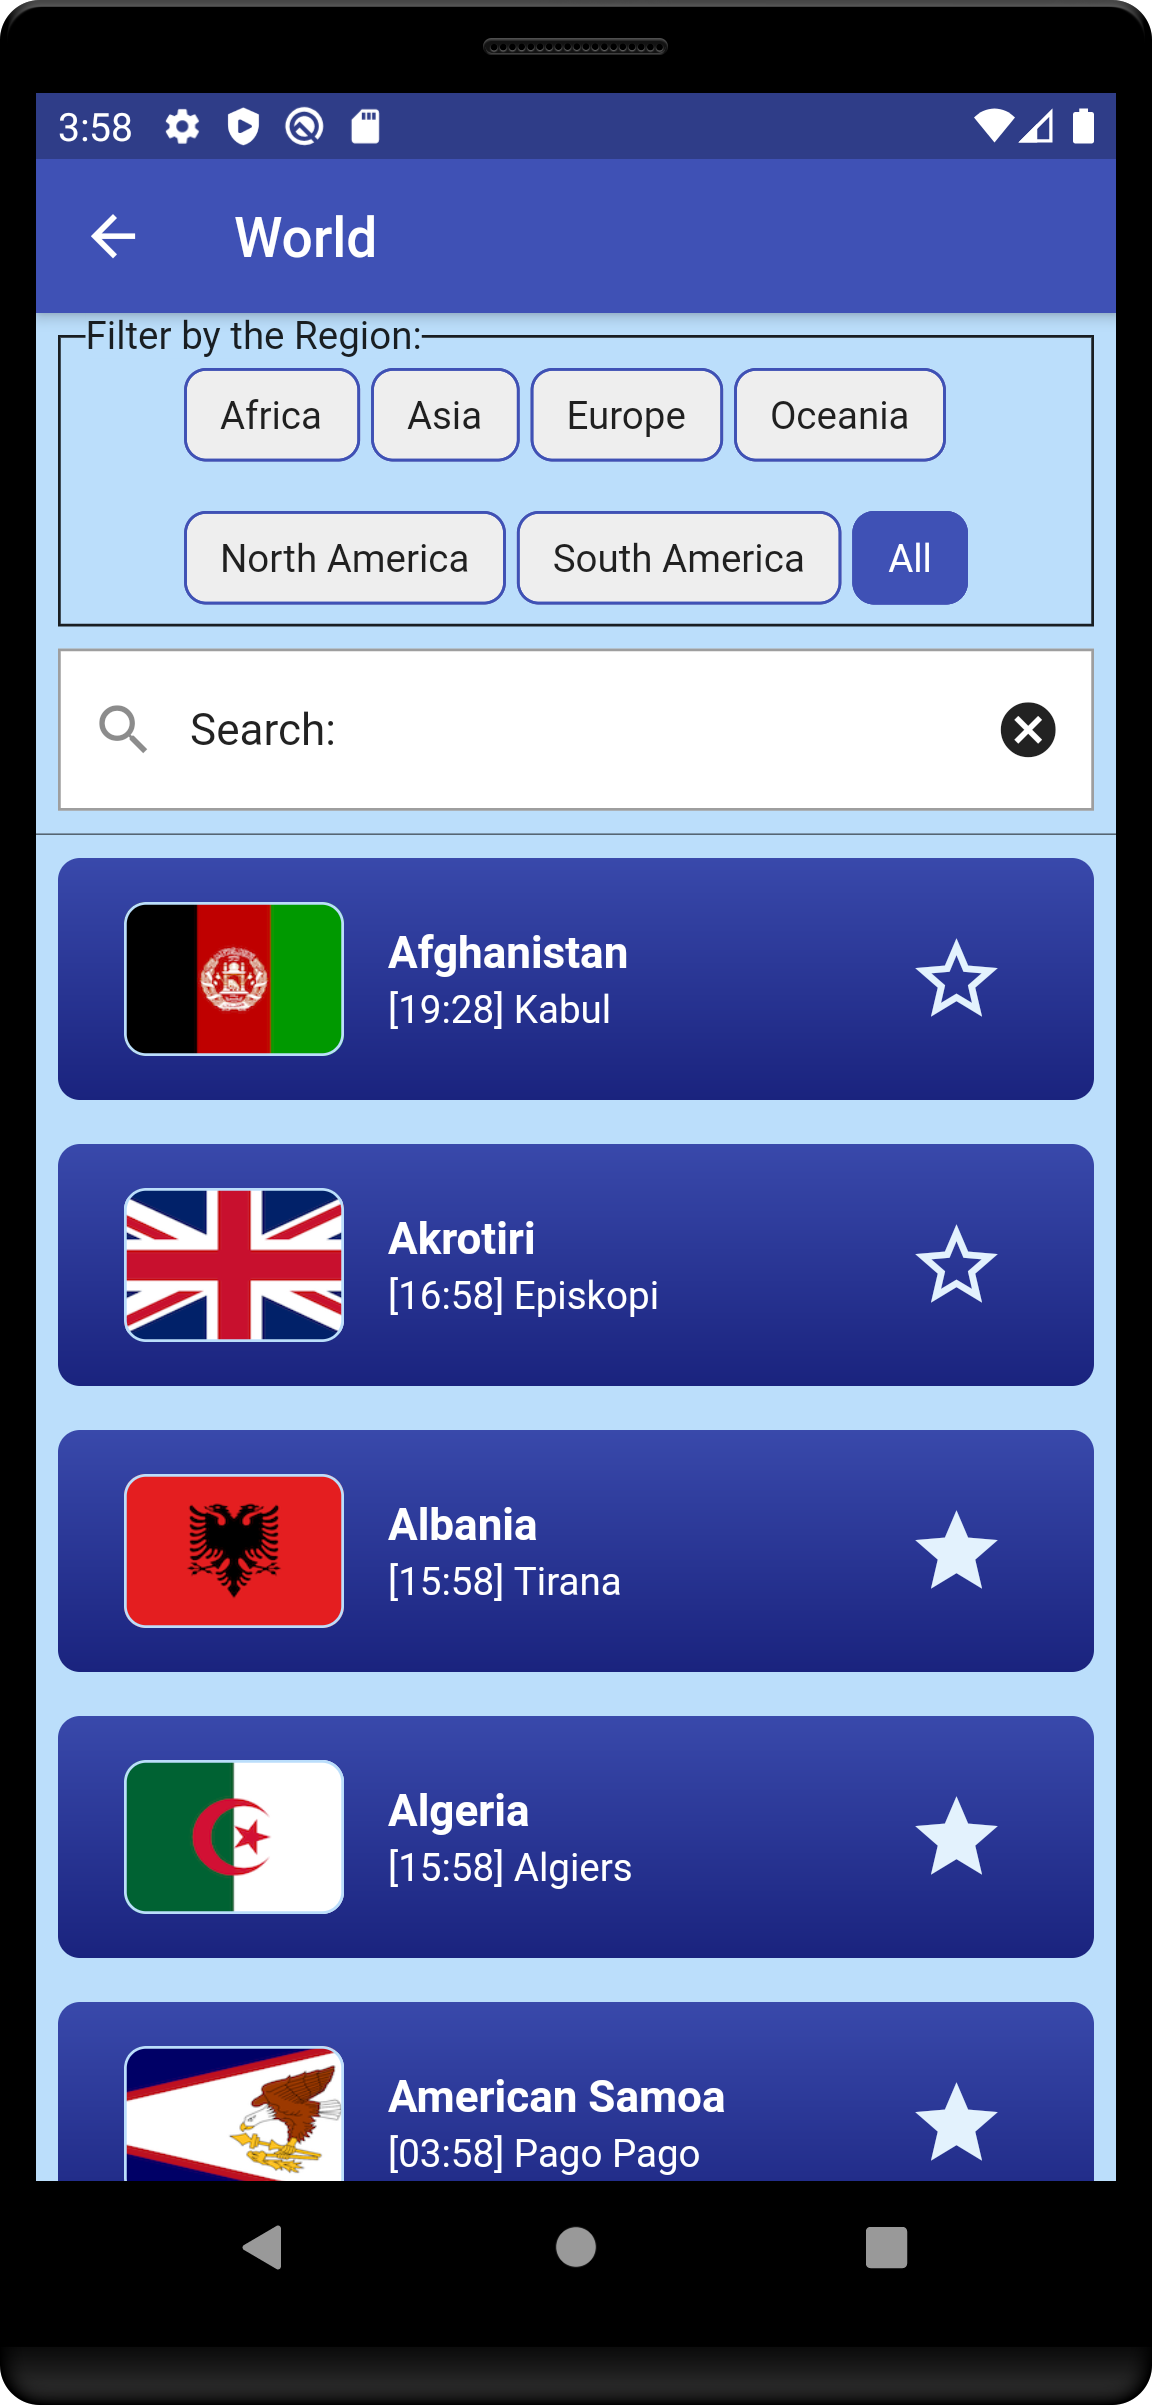 3:58
World
Filter by the Region:
Africa Asia Europe Oceania
North America South America All
Search:
Afghanistan
[19:28] Kabul
Akrotiri
[16:58] Episkopi
Albania
[15:58] Tirana
Algeria
[15:58] Algiers
American Samoa
[03:58] Pago Pago